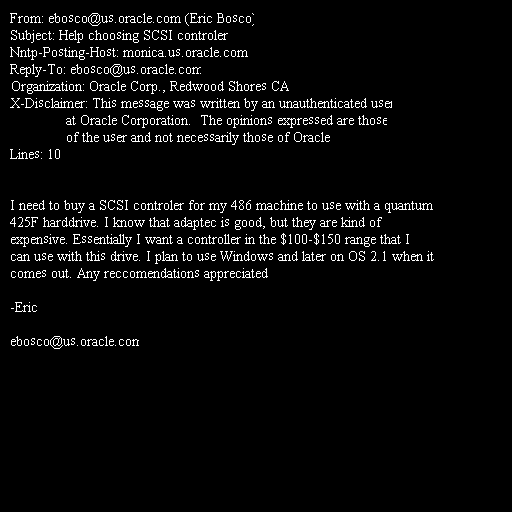 From: ebosco@us.oracle.com (Eric Bosco)
Subject: Help choosing SCSI controler
Nntp-Posting-Host: monica.us.oracle.com
Reply-To: ebosco@us.oracle.com
Organization: Oracle Corp., Redwood Shores CA
X-Disclaimer: This message was written by an unauthenticated user
at Oracle Corporation.  The opinions expressed are those
of the user and not necessarily those of Oracle
Lines: 10
I need to buy a SCSI controler for my 486 machine to use with a quantum
425F harddrive. I know that adaptec is good, but they are kind of
expensive. Essentially I want a controller in the $100-$150 range that I
can use with this drive. I plan to use Windows and later on OS 2.1 when it
comes out. Any reccomendations appreciated
-Eric
ebosco@us.oracle.com